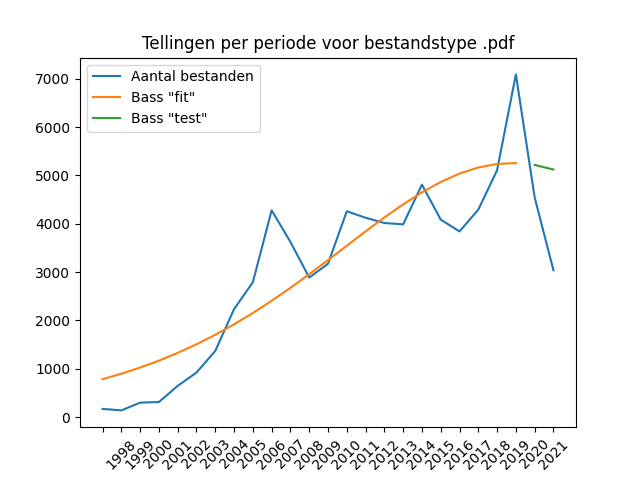 Tellingen per periode voor bestandstype .pdf
Aantal bestanden
Bass "fit"
Bass "test"
7000
6000
5000
4000
3000
2000
1000
0
1998 1999 2000 2001 2002 2003 2004 2005 2006 2007 2008 2009 2010 2011 2012 2013 2014 2015 2016 2017 2018 2019 2020 2021